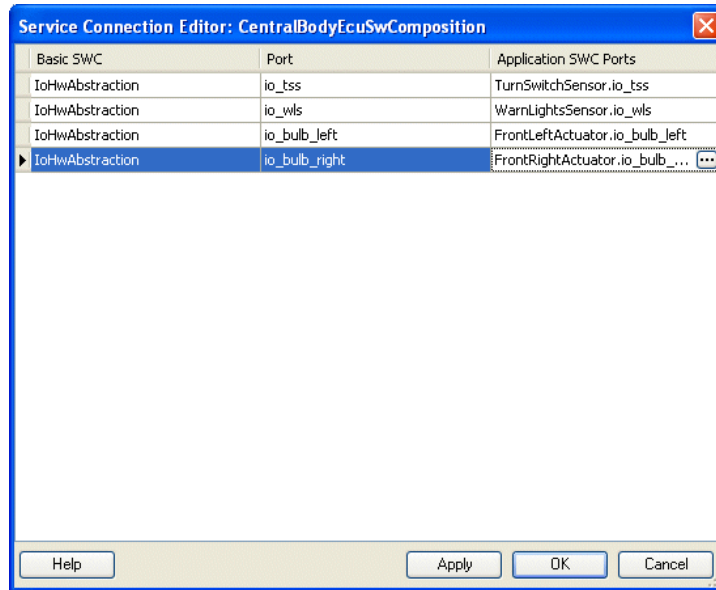 Service Connection Editor: CentralBodyEcuSwComposition
Basic SWC Port Application SWC Ports
IoHwAbstraction io_tss TurnSwitchSensor.io_tss
IoHwAbstraction io_wls WarnLightsSensor.io_wls
IoHwAbstraction io_bulb_left FrontLeftActuator.io_bulb_left
IoHwAbstraction io_bulb_right FrontRightActuator.io_bulb_... ...
Help Apply OK Cancel